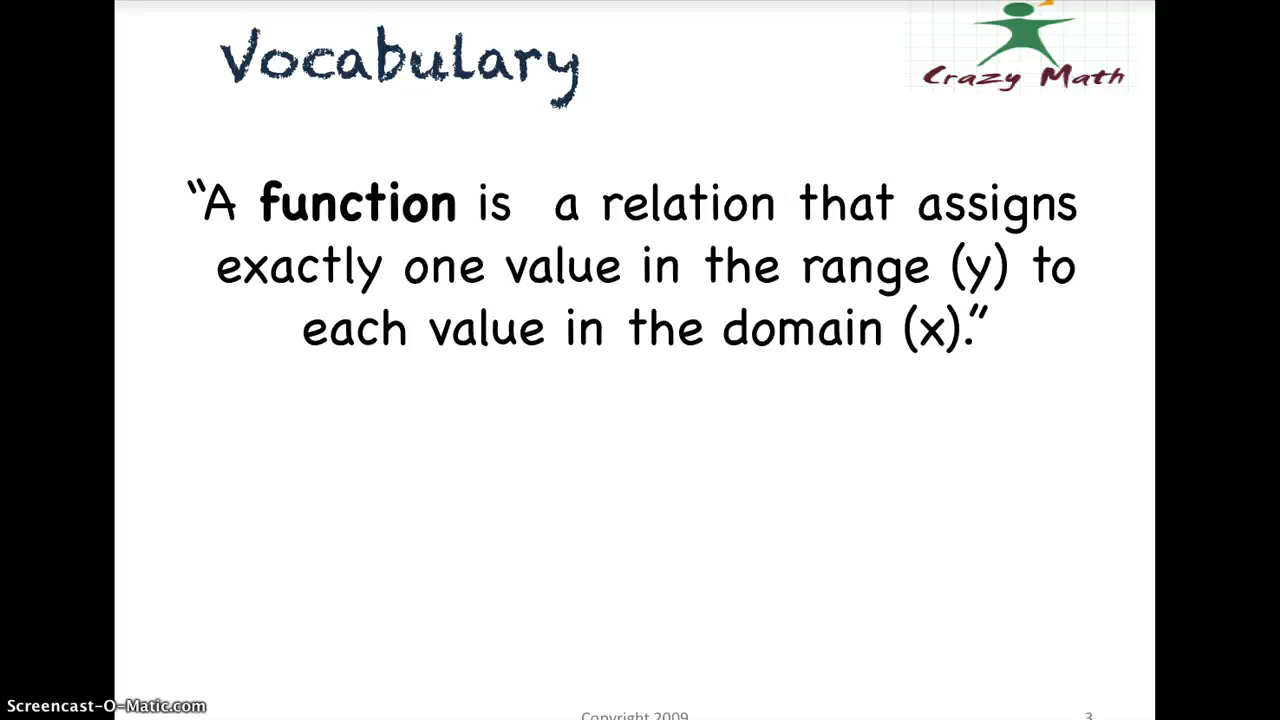 Vocabulary
Crazy Math
“A function is a relation that assigns
exactly one value in the range (y) to
each value in the domain (x).”
Screencast-O-Matic.com
Copyright 2009
3